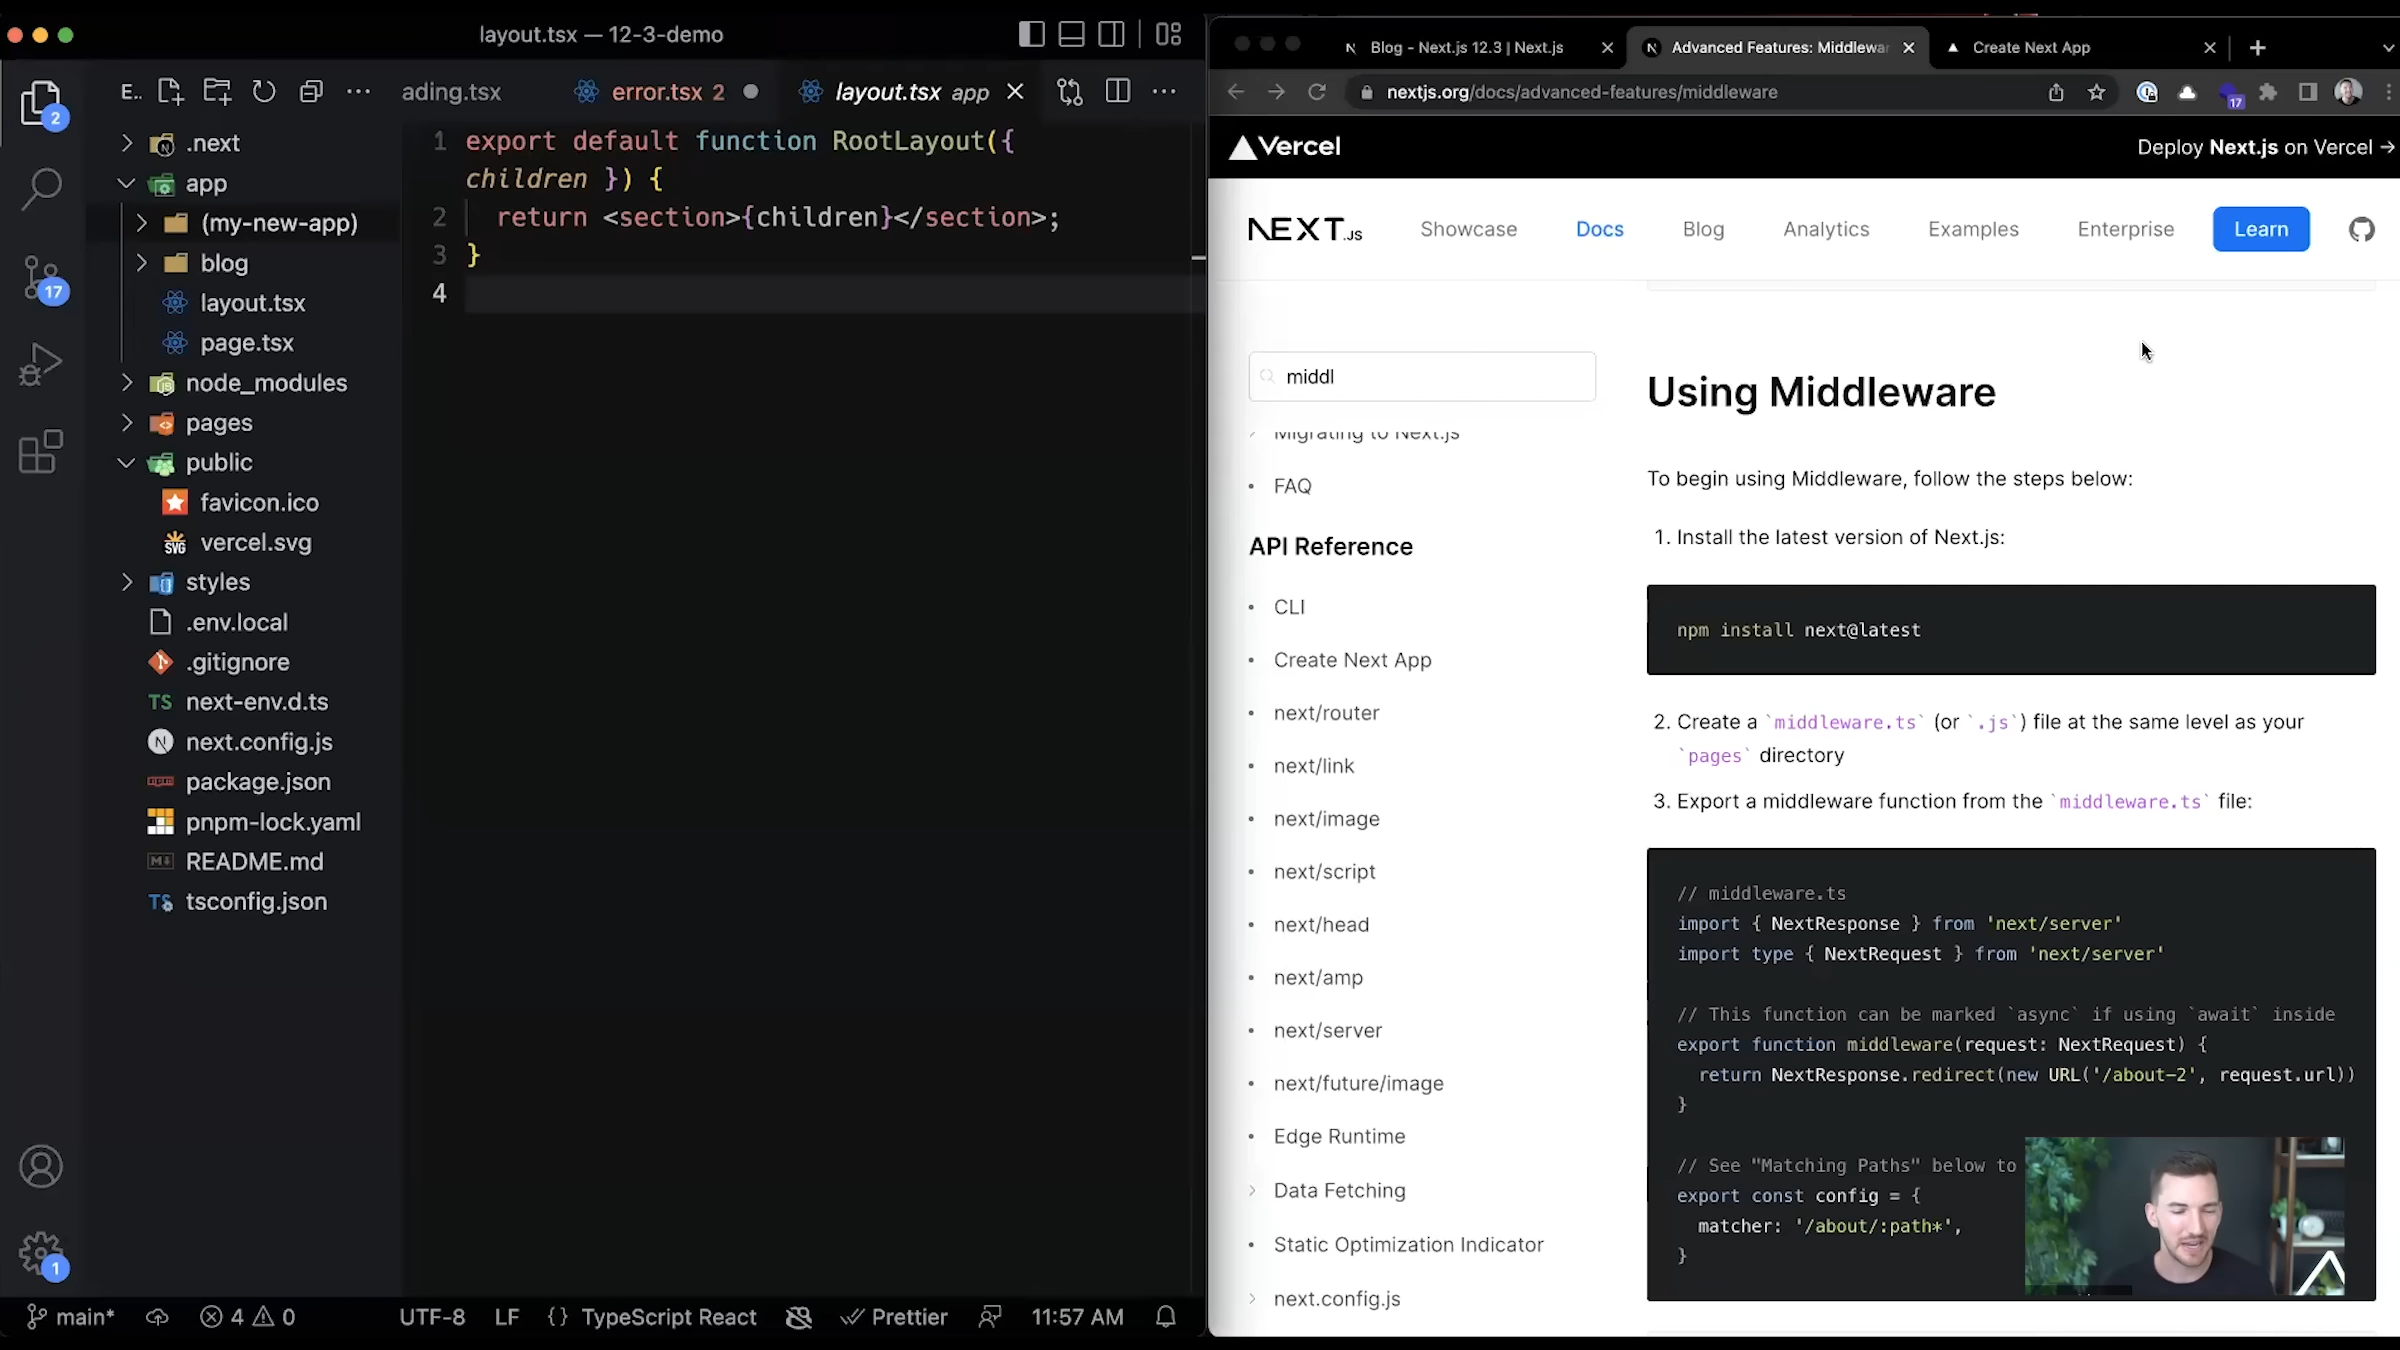 layout.tsx — 12-3-demo
E..
ading.tsx
error.tsx 2
layout.tsx app
.next
app
(my-new-app)
blog
layout.tsx
page.tsx
node_modules
pages
public
favicon.ico
vercel.svg
styles
.env.local
.gitignore
next-env.d.ts
next.config.js
package.json
pnpm-lock.yaml
README.md
tsconfig.json
2
17
1
1 export default function RootLayout({
children }) {
2 return <section>{children}</section>;
3 }
4
main*
4
0
UTF-8
LF
{} TypeScript React
Prettier
11:57 AM
Blog - Next.js 12.3 | Next.js
Advanced Features: Middlewar
Create Next App
nextjs.org/docs/advanced-features/middleware
17
Vercel
Deploy Next.js on Vercel →
NEXT.JS
Showcase
Docs
Blog
Analytics
Examples
Enterprise
Learn
middl
Migrating to Next.js
FAQ
API Reference
CLI
Create Next App
next/router
next/link
next/image
next/script
next/head
next/amp
next/server
next/future/image
Edge Runtime
Data Fetching
Static Optimization Indicator
next.config.js
Using Middleware
To begin using Middleware, follow the steps below:
1. Install the latest version of Next.js:
npm install next@latest
2. Create a `middleware.ts` (or `.js`) file at the same level as your
`pages` directory
3. Export a middleware function from the `middleware.ts` file:
// middleware.ts
import { NextResponse } from 'next/server'
import type { NextRequest } from 'next/server'
// This function can be marked `async` if using `await` inside
export function middleware(request: NextRequest) {
return NextResponse.redirect(new URL('/about-2', request.url))
}
// See "Matching Paths" below to
export const config = {
matcher: '/about/:path*',
}